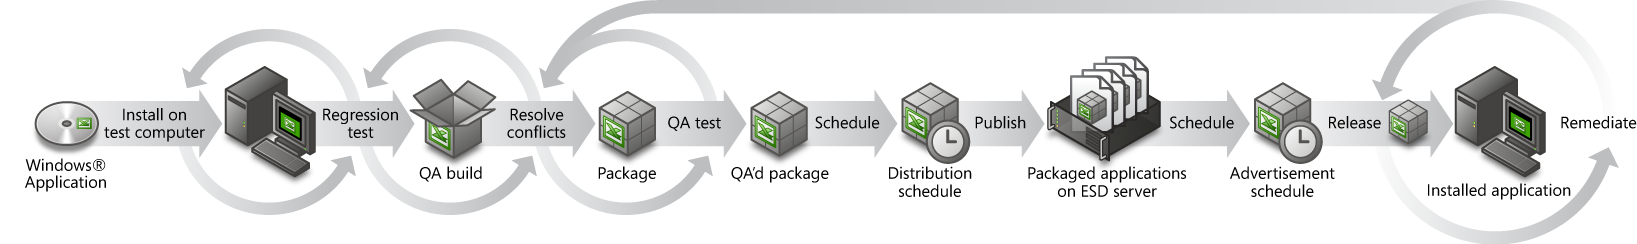 Windows®
Application
Install on
test computer
Regression
test
QA build
Resolve
conflicts
Package
QA test
QA'd package
Schedule
Distribution
schedule
Publish
Packaged applications
on ESD server
Schedule
Advertisement
schedule
Release
Installed application
Remediate